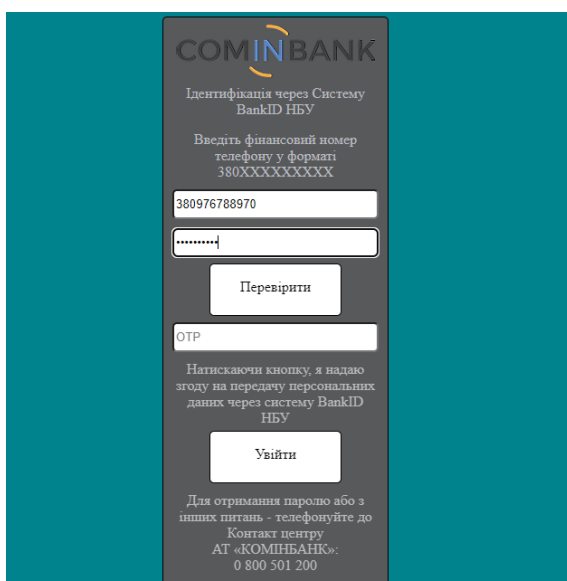 COMINBANK
Ідентифікація через Систему
BankID НБУ
Введіть фінансовий номер
телефону у форматі
380XXXXXXXXX
380976788970
••••••••••
Перевірити
OTP
Натискаючи кнопку, я надаю
згоду на передачу персональних
даних через систему BankID
НБУ
Увійти
Для отримання паролю або з
інших питань - телефонуйте до
Контакт центру
АТ «КОМІНБАНК»:
0 800 501 200